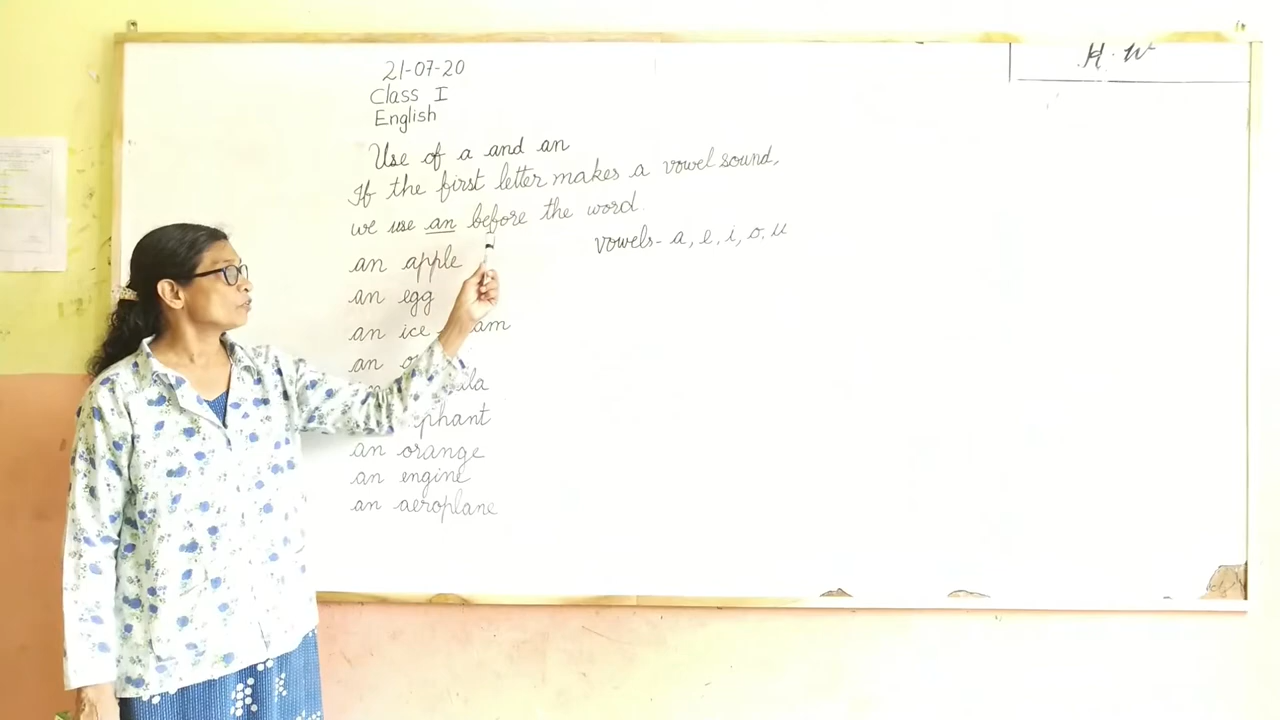 21-07-20
Class I
English
H.W
Use of a and an
If the first letter makes a vowel sound,
we use an before the word.
vowels- a, e, i, o, u
an apple
an egg
an ice
an
an orange
an engine
an aeroplane